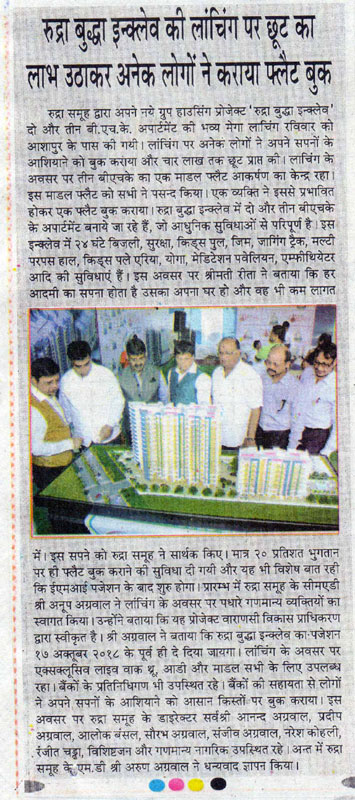 रुद्रा बुद्धा इन्क्लेव की लांचिंग पर छूट का
लाभ उठाकर अनेक लोगों ने कराया फ्लैट बुक
रुद्रा समूह द्वारा अपने नये ग्रुप हाउसिंग प्रोजेक्ट 'रुद्रा बुद्धा इन्क्लेव'
दो और तीन बी.एच.के. अपार्टमेंट की भव्य मेगा लांचिंग रविवार को
आशापुर के पास की गयी। लांचिंग पर अनेक लोगों ने अपने सपनों के
आशियाने को बुक कराया और चार लाख तक छूट प्राप्त की। लांचिग के
अवसर पर तीन बीएचके का एक माडल फ्लैट आकर्षण का केन्द्र रहा।
इस माडल फ्लैट को सभी ने पसन्द किया। एक व्यक्ति ने इससे प्रभावित
होकर एक फ्लैट बुक कराया। रुद्रा बुद्धा इन्क्लेव में दो और तीन बीएचके
के अपार्टमेंट बनाये जा रहे हैं, जो आधुनिक सुविधाओं से परिपूर्ण है। इस
इन्क्लेव में २४ घंटे बिजली, सुरक्षा, किड्स पुल, जिम, जागिंग ट्रैक, मल्टी
परपस हाल, किड्स पले एरिया, योगा, मेडिटेशन पवेलियन, एम्फीथियेटर
आदि की सुविधाएं हैं। इस अवसर पर श्रीमती रीता ने बताया कि हर
आदमी का सपना होता है उसका अपना घर हो और वह भी कम लागत
में। इस सपने को रुद्रा समूह ने सार्थक किए। मात्र २० प्रतिशत भुगतान
पर ही फ्लैट बुक कराने की सुविधा दी गयी और यह भी विशेष बात रही
कि ईएमआई पजेशन के बाद शुरु होगा। प्रारम्भ में रुद्रा समूह के सीमएडी
श्री अनूप अग्रवाल ने लांचिंग के अवसर पर पधारे गणमान्य व्यक्तियों का
स्वागत किया। उन्होंने बताया कि यह प्रोजेक्ट वाराणसी विकास प्राधिकरण
द्वारा स्वीकृत है। श्री अग्रवाल ने बताया कि रुद्रा बुद्धा इन्क्लेव का पजेशन
१७ अक्तूबर २०१८ के पूर्व ही दे दिया जायगा। लांचिंग के अवसर पर
एक्सक्लूसिव लाइव वाक थ्रू, आडी और माडल सभी के लिए उपलब्ध
रहा। बैंकों के प्रतिनिधिगण भी उपस्थित रहे। बैंकों की सहायता से लोगों
ने अपने सपनों के आशियाने को आसान किस्तों पर बुक कराया। इस
अवसर पर रुद्रा समूह के डाइरेक्टर सर्वश्री आनन्द अग्रवाल, प्रदीप
अग्रवाल, आलोक बंसल, सौरभ अग्रवाल, संजीव अग्रवाल, नरेश कोहली,
रंजीत चड्ढा, विशिष्टजन और गणमान्य नागरिक उपस्थित रहे। अन्त में रुद्रा
समूह के एम.डी श्री अरुण अग्रवाल ने धन्यवाद ज्ञापन किया।